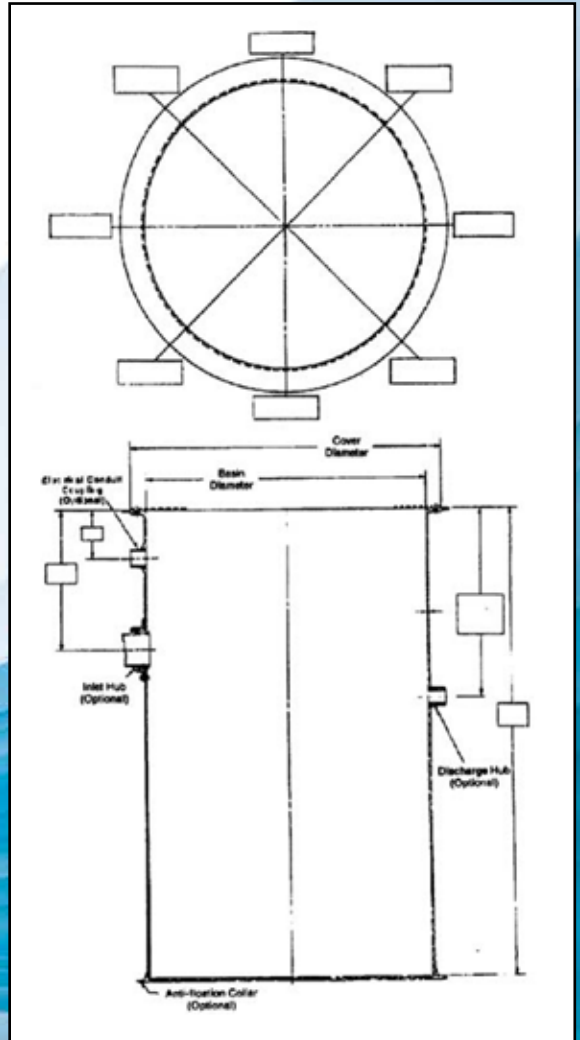 Cover
Diameter
Basin
Diameter
Electrical Conduit
Coupling
(Optional)
Inlet Hub
(Optional)
Discharge Hub
(Optional)
Anti-flotation Collar
(Optional)